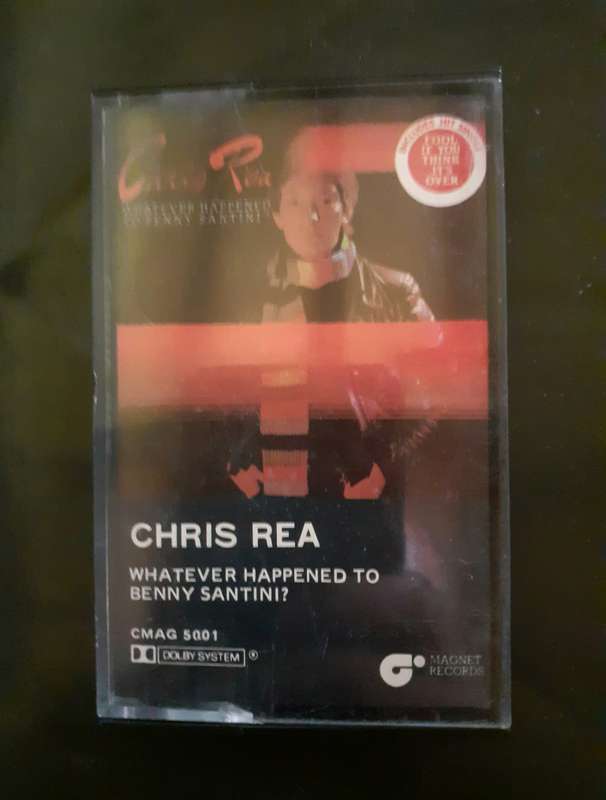 Chris Rea
WHATEVER HAPPENED
TO BENNY SANTINI
INCLUDES HIT SINGLE
FOOL
IF YOU
THINK
IT'S
OVER
CHRIS REA
WHATEVER HAPPENED TO
BENNY SANTINI?
CMAG 5001
DOLBY SYSTEM ®
MAGNET
RECORDS